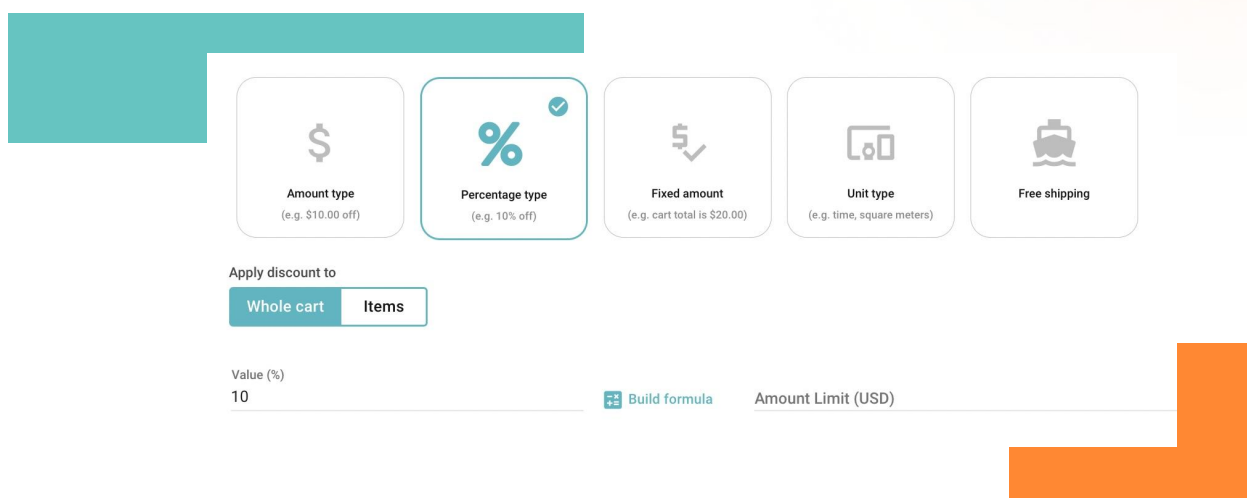 Amount type
(e.g. $10.00 off)
Percentage type
(e.g. 10% off)
Fixed amount
(e.g. cart total is $20.00)
Unit type
(e.g. time, square meters)
Free shipping
Apply discount to
Whole cart
Items
Value (%)
10
Build formula
Amount Limit (USD)